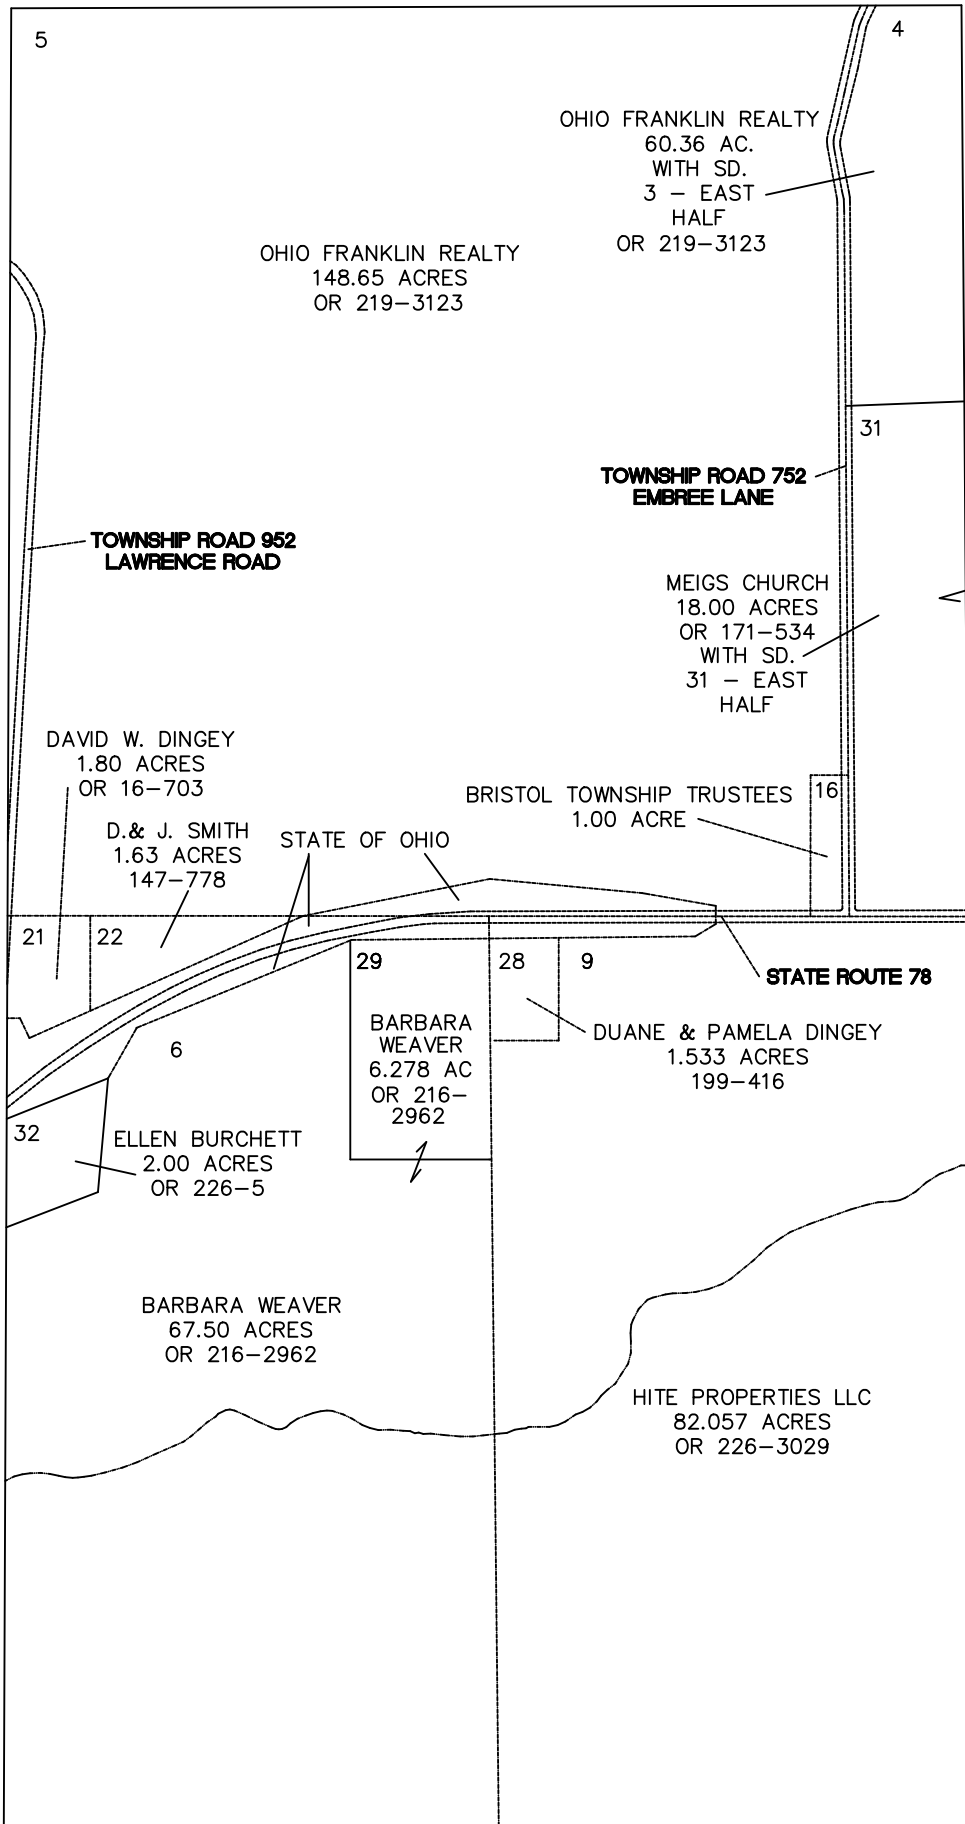 5
4
OHIO FRANKLIN REALTY
60.36 AC.
WITH SD.
3 – EAST
HALF
OR 219–3123
OHIO FRANKLIN REALTY
148.65 ACRES
OR 219–3123
31
TOWNSHIP ROAD 752
EMBREE LANE
TOWNSHIP ROAD 952
LAWRENCE ROAD
MEIGS CHURCH
18.00 ACRES
OR 171–534
WITH SD.
31 – EAST
HALF
DAVID W. DINGEY
1.80 ACRES
OR 16–703
BRISTOL TOWNSHIP TRUSTEES
1.00 ACRE
16
D.& J. SMITH
1.63 ACRES
147–778
STATE OF OHIO
21
22
29
28
9
STATE ROUTE 78
BARBARA
WEAVER
6.278 AC
OR 216–
2962
DUANE & PAMELA DINGEY
1.533 ACRES
199–416
6
32
ELLEN BURCHETT
2.00 ACRES
OR 226–5
BARBARA WEAVER
67.50 ACRES
OR 216–2962
HITE PROPERTIES LLC
82.057 ACRES
OR 226–3029